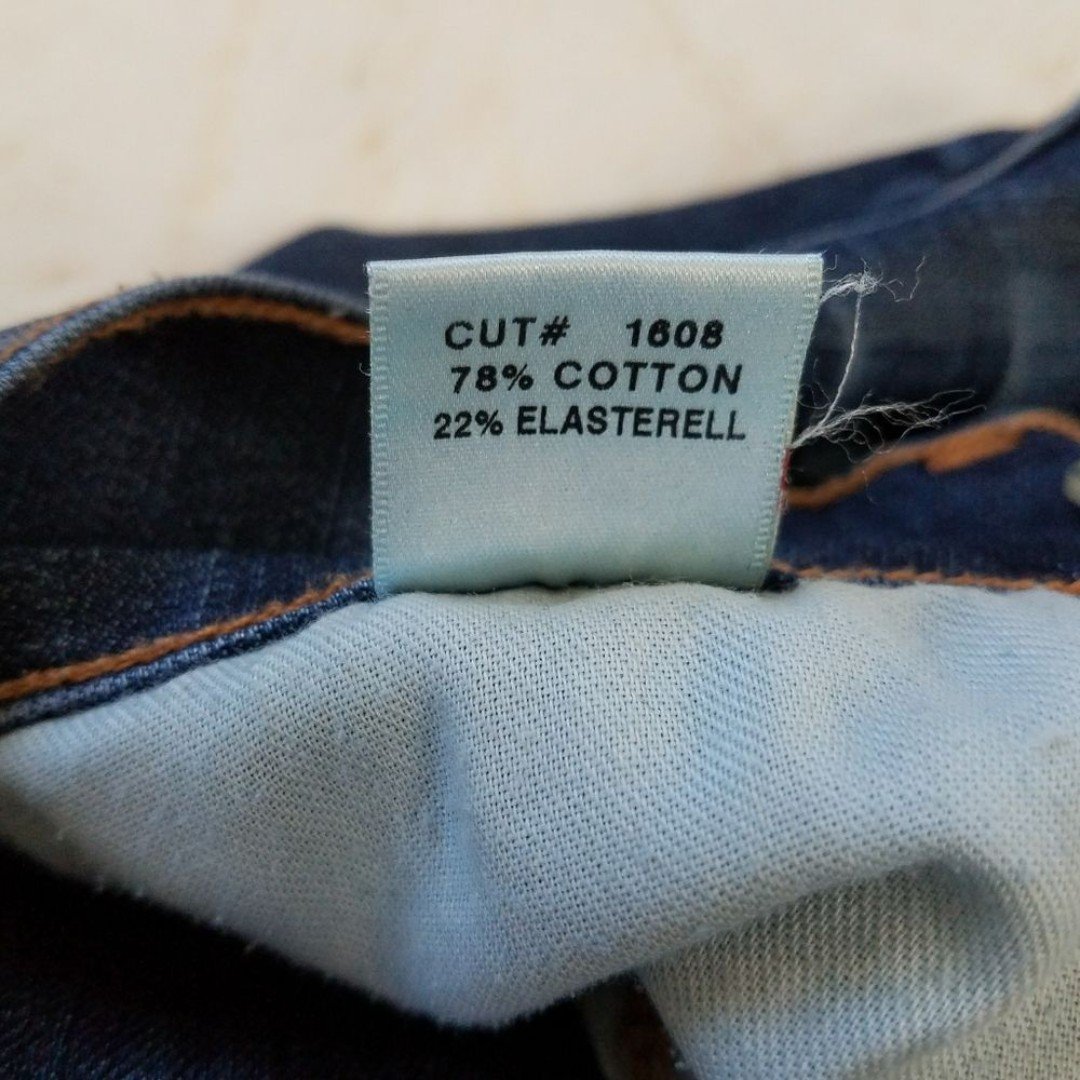 CUT# 1608
78% COTTON
22% ELASTERELL